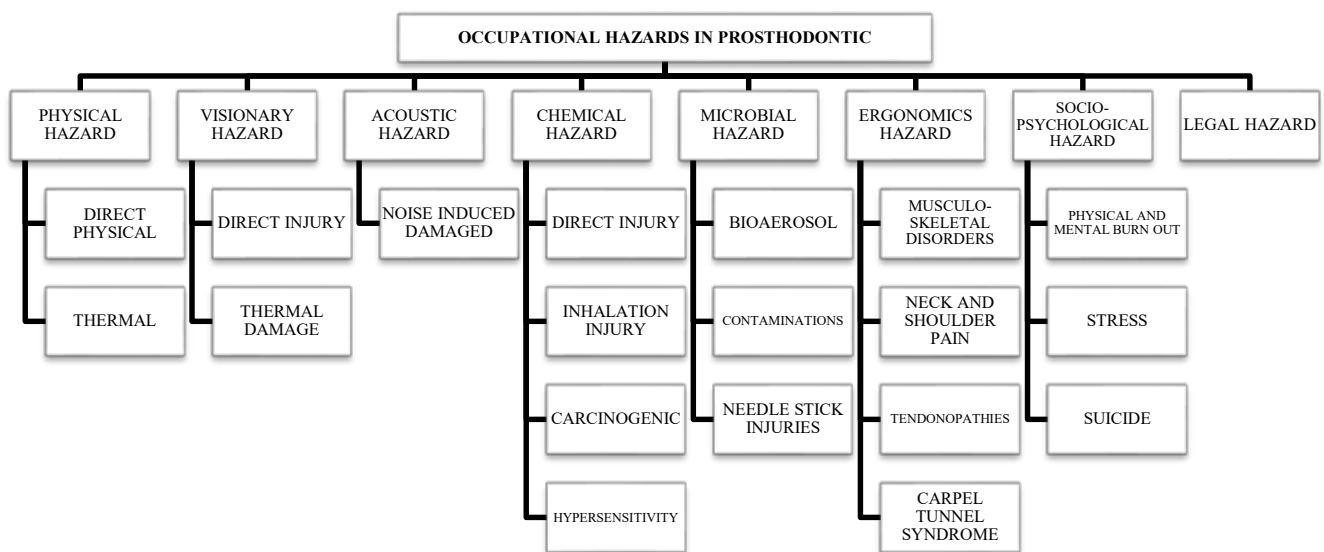 OCCUPATIONAL HAZARDS IN PROSTHODONTIC
PHYSICAL
HAZARD
VISIONARY
HAZARD
ACOUSTIC
HAZARD
CHEMICAL
HAZARD
MICROBIAL
HAZARD
ERGONOMICS
HAZARD
SOCIO-
PSYCHOLOGICAL
HAZARD
LEGAL HAZARD
DIRECT
PHYSICAL
DIRECT INJURY
NOISE INDUCED
DAMAGED
DIRECT INJURY
BIOAEROSOL
MUSCULO-
SKELETAL
DISORDERS
PHYSICAL AND
MENTAL BURN OUT
THERMAL
THERMAL
DAMAGE
INHALATION
INJURY
CONTAMINATIONS
NECK AND
SHOULDER
PAIN
STRESS
CARCINOGENIC
NEEDLE STICK
INJURIES
TENDONOPATHIES
SUICIDE
HYPERSENSITIVITY
CARPEL
TUNNEL
SYNDROME